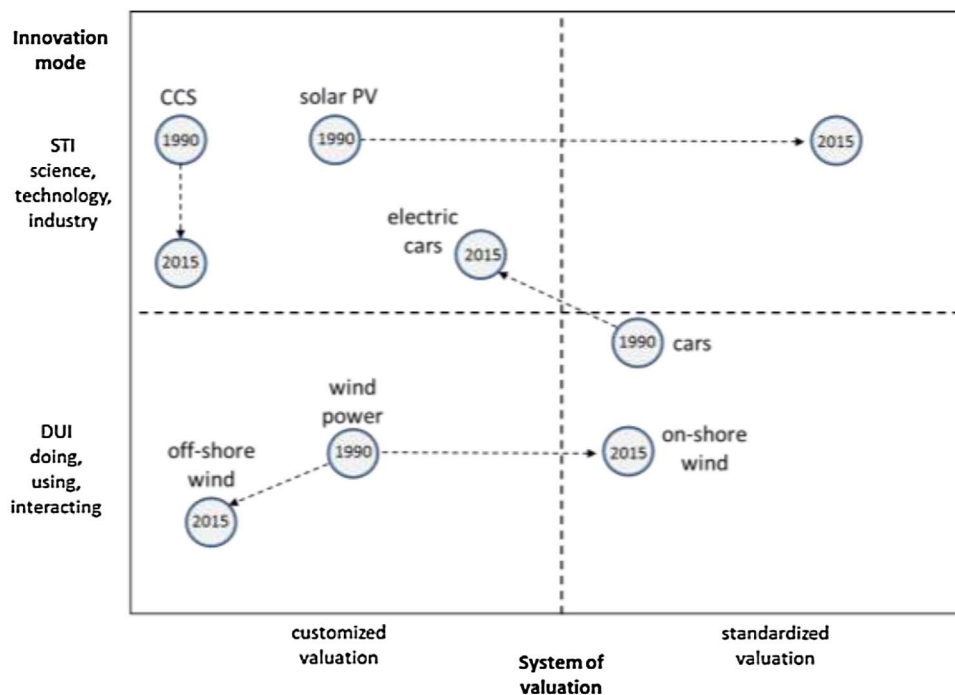 Innovation
mode
CCS
solar PV
1990
1990
2015
STI
science,
technology,
industry
electric
cars
2015
2015
1990
cars
wind
power
DUI
doing,
using,
interacting
off-shore
wind
1990
2015
on-shore
wind
2015
customized
valuation
standardized
valuation
System of
valuation